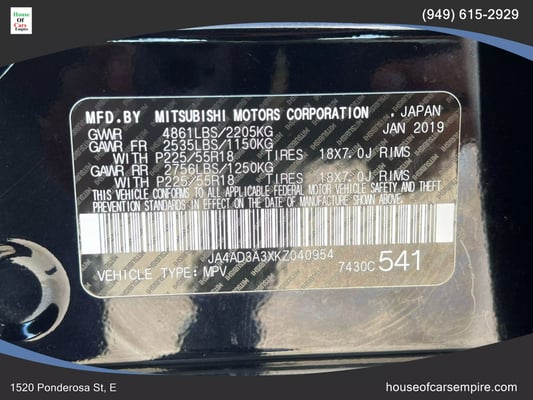 House
Of
Cars
Empire
(949) 615-2929
MFD.BY MITSUBISHI MOTORS CORPORATION , JAPAN
GVWR 4861LBS/2205KG JAN 2019
GAWR FR 2535LBS/1150KG
WITH P225/55R18 TIRES 18X7.0J RIMS
GAWR RR 2756LBS/1250KG
WITH P225/55R18 TIRES 18X7.0J RIMS
THIS VEHICLE CONFORMS TO ALL APPLICABLE FEDERAL MOTOR VEHICLE SAFETY AND THEFT
PREVENTION STANDARDS IN EFFECT ON THE DATE OF MANUFACTURE SHOWN ABOVE.
JA4AD3A3XKZ040954
VEHICLE TYPE: MPV 7430C 541
1520 Ponderosa St, E
houseofcarsempire.com